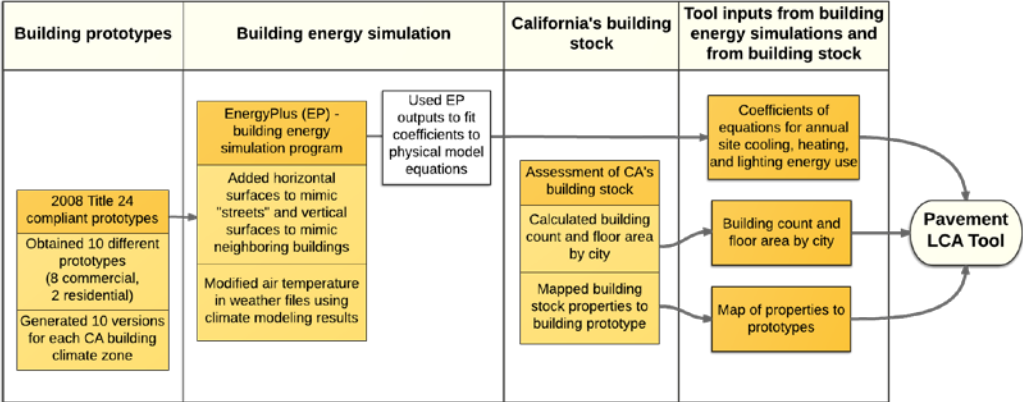 Building prototypes
Building energy simulation
California's building
stock
Tool inputs from building
energy simulations and
from building stock
2008 Title 24
compliant prototypes
Obtained 10 different
prototypes
(8 commercial,
2 residential)
Generated 10 versions
for each CA building
climate zone
EnergyPlus (EP) -
building energy
simulation program
Added horizontal
surfaces to mimic
"streets" and vertical
surfaces to mimic
neighboring buildings
Modified air temperature
in weather files using
climate modeling results
Used EP
outputs to fit
coefficients to
physical model
equations
Assessment of CA's
building stock
Calculated building
count and floor area
by city
Mapped building
stock properties to
building prototype
Coefficients of
equations for annual
site cooling, heating,
and lighting energy use
Building count and
floor area by city
Map of properties to
prototypes
Pavement
LCA Tool